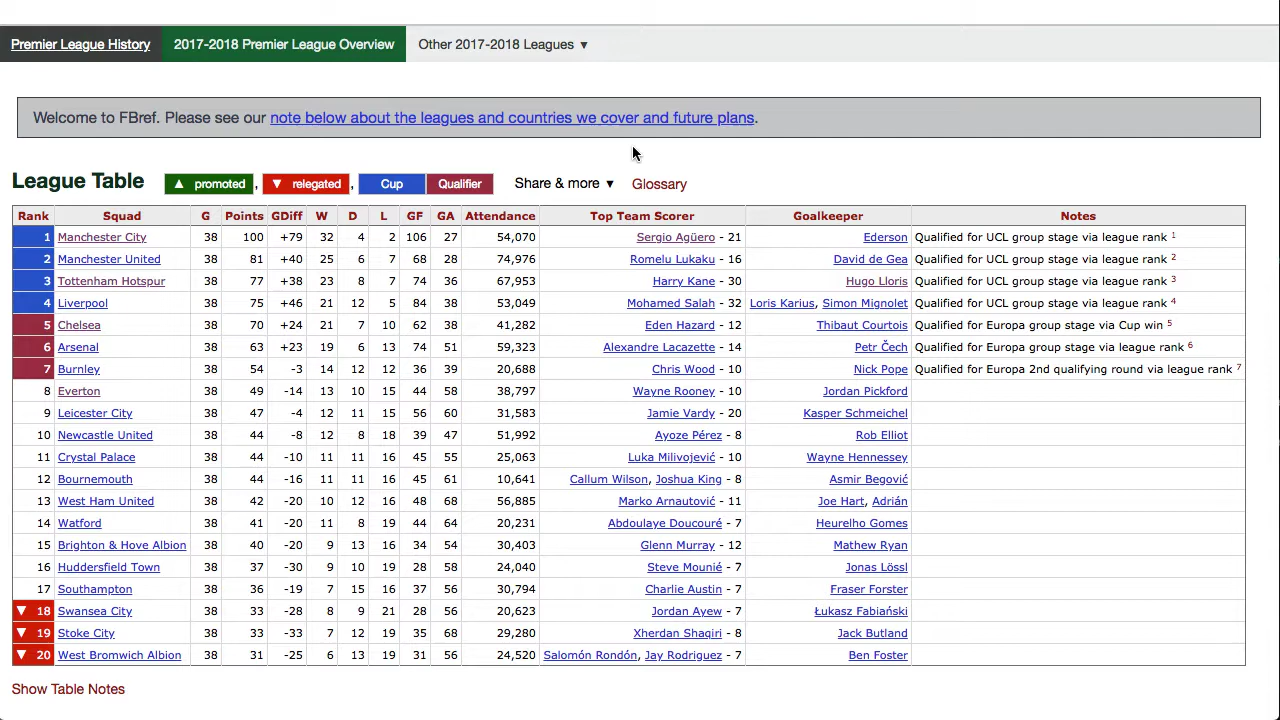 Premier League History 2017-2018 Premier League Overview Other 2017-2018 Leagues ▼
Welcome to FBref. Please see our note below about the leagues and countries we cover and future plans.
League Table ▲ promoted , ▼ relegated , Cup Qualifier Share & more ▼ Glossary
Rank Squad G Points GDiff W D L GF GA Attendance Top Team Scorer Goalkeeper Notes
1 Manchester City 38 100 +79 32 4 2 106 27 54,070 Sergio Agüero - 21 Ederson Qualified for UCL group stage via league rank 1
2 Manchester United 38 81 +40 25 6 7 68 28 74,976 Romelu Lukaku - 16 David de Gea Qualified for UCL group stage via league rank 2
3 Tottenham Hotspur 38 77 +38 23 8 7 74 36 67,953 Harry Kane - 30 Hugo Lloris Qualified for UCL group stage via league rank 3
4 Liverpool 38 75 +46 21 12 5 84 38 53,049 Mohamed Salah - 32 Loris Karius, Simon Mignolet Qualified for UCL group stage via league rank 4
5 Chelsea 38 70 +24 21 7 10 62 38 41,282 Eden Hazard - 12 Thibaut Courtois Qualified for Europa group stage via Cup win 5
6 Arsenal 38 63 +23 19 6 13 74 51 59,323 Alexandre Lacazette - 14 Petr Čech Qualified for Europa group stage via league rank 6
7 Burnley 38 54 -3 14 12 12 36 39 20,688 Chris Wood - 10 Nick Pope Qualified for Europa 2nd qualifying round via league rank 7
8 Everton 38 49 -14 13 10 15 44 58 38,797 Wayne Rooney - 10 Jordan Pickford
9 Leicester City 38 47 -4 12 11 15 56 60 31,583 Jamie Vardy - 20 Kasper Schmeichel
10 Newcastle United 38 44 -8 12 8 18 39 47 51,992 Ayoze Pérez - 8 Rob Elliot
11 Crystal Palace 38 44 -10 11 11 16 45 55 25,063 Luka Milivojević - 10 Wayne Hennessey
12 Bournemouth 38 44 -16 11 11 16 45 61 10,641 Callum Wilson, Joshua King - 8 Asmir Begović
13 West Ham United 38 42 -20 10 12 16 48 68 56,885 Marko Arnautović - 11 Joe Hart, Adrián
14 Watford 38 41 -20 11 8 19 44 64 20,231 Abdoulaye Doucouré - 7 Heurelho Gomes
15 Brighton & Hove Albion 38 40 -20 9 13 16 34 54 30,403 Glenn Murray - 12 Mathew Ryan
16 Huddersfield Town 38 37 -30 9 10 19 28 58 24,040 Steve Mounié - 7 Jonas Lössl
17 Southampton 38 36 -19 7 15 16 37 56 30,794 Charlie Austin - 7 Fraser Forster
▼ 18 Swansea City 38 33 -28 8 9 21 28 56 20,623 Jordan Ayew - 7 Łukasz Fabiański
▼ 19 Stoke City 38 33 -33 7 12 19 35 68 29,280 Xherdan Shaqiri - 8 Jack Butland
▼ 20 West Bromwich Albion 38 31 -25 6 13 19 31 56 24,520 Salomón Rondón, Jay Rodriguez - 7 Ben Foster
Show Table Notes